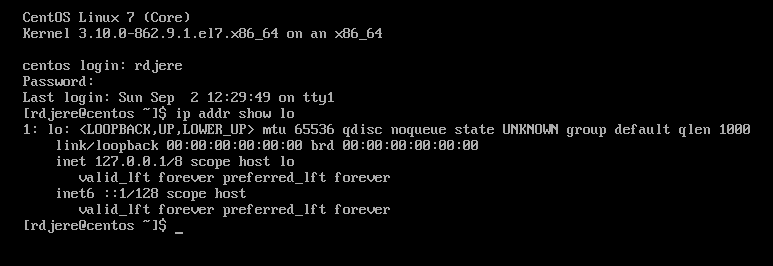 CentOS Linux 7 (Core)
Kernel 3.10.0-862.9.1.el7.x86_64 on an x86_64
centos login: rdjere
Password:
Last login: Sun Sep  2 12:29:49 on tty1
[rdjere@centos ~]$ ip addr show lo
1: lo: <LOOPBACK,UP,LOWER_UP> mtu 65536 qdisc noqueue state UNKNOWN group default qlen 1000
    link/loopback 00:00:00:00:00:00 brd 00:00:00:00:00:00
    inet 127.0.0.1/8 scope host lo
       valid_lft forever preferred_lft forever
    inet6 ::1/128 scope host
       valid_lft forever preferred_lft forever
[rdjere@centos ~]$ _